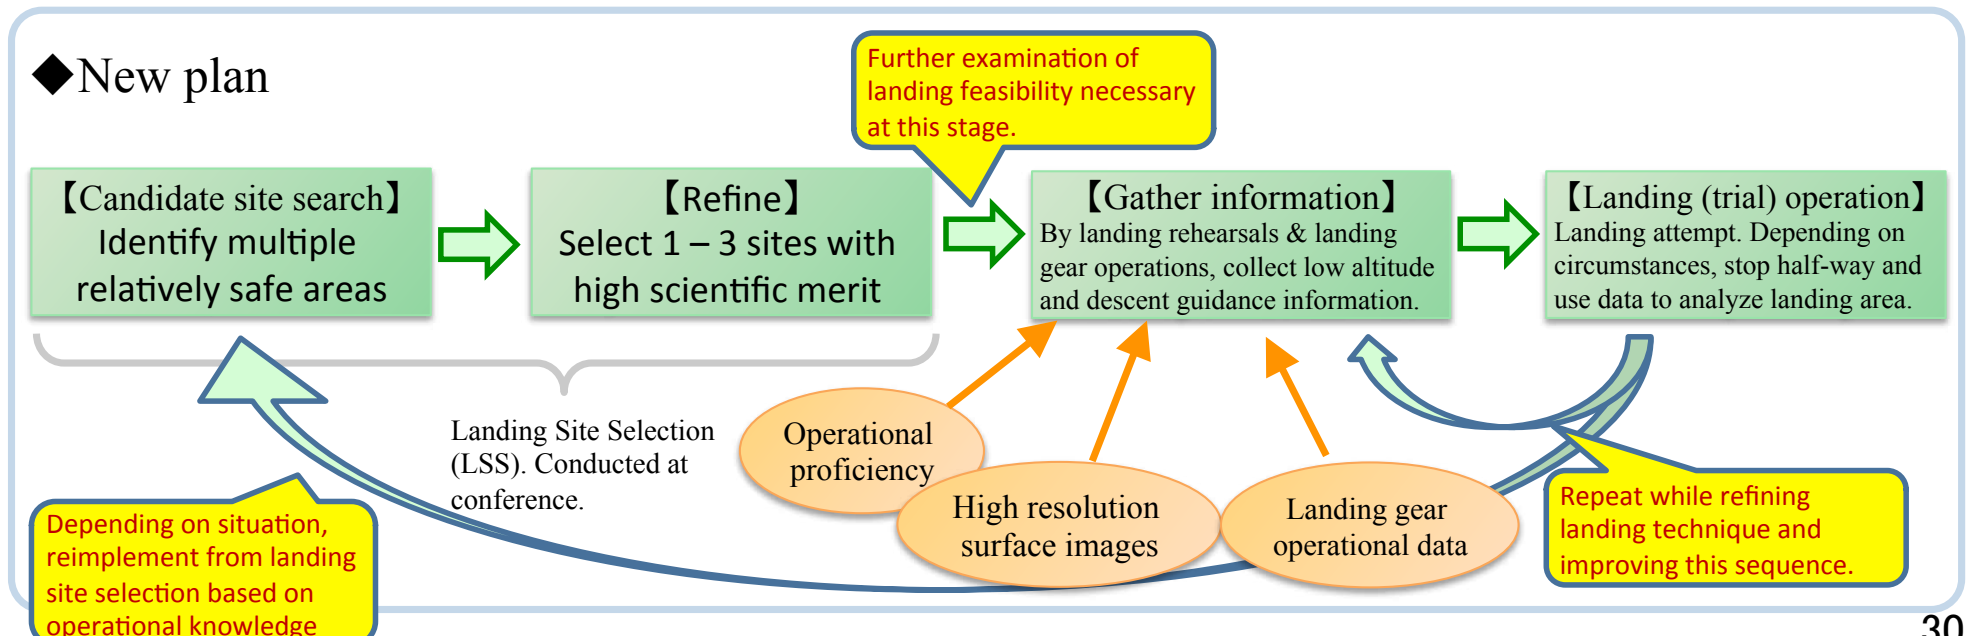 ◆New plan
Further examination of
landing feasibility necessary
at this stage.
【Candidate site search】
Identify multiple
relatively safe areas
【Refine】
Select 1 – 3 sites with
high scientific merit
【Gather information】
By landing rehearsals & landing
gear operations, collect low altitude
and descent guidance information.
【Landing (trial) operation】
Landing attempt. Depending on
circumstances, stop half-way and
use data to analyze landing area.
Landing Site Selection
(LSS). Conducted at
conference.
Operational
proficiency
High resolution
surface images
Landing gear
operational data
Repeat while refining
landing technique and
improving this sequence.
Depending on situation,
reimplement from landing
site selection based on
operational knowledge
30